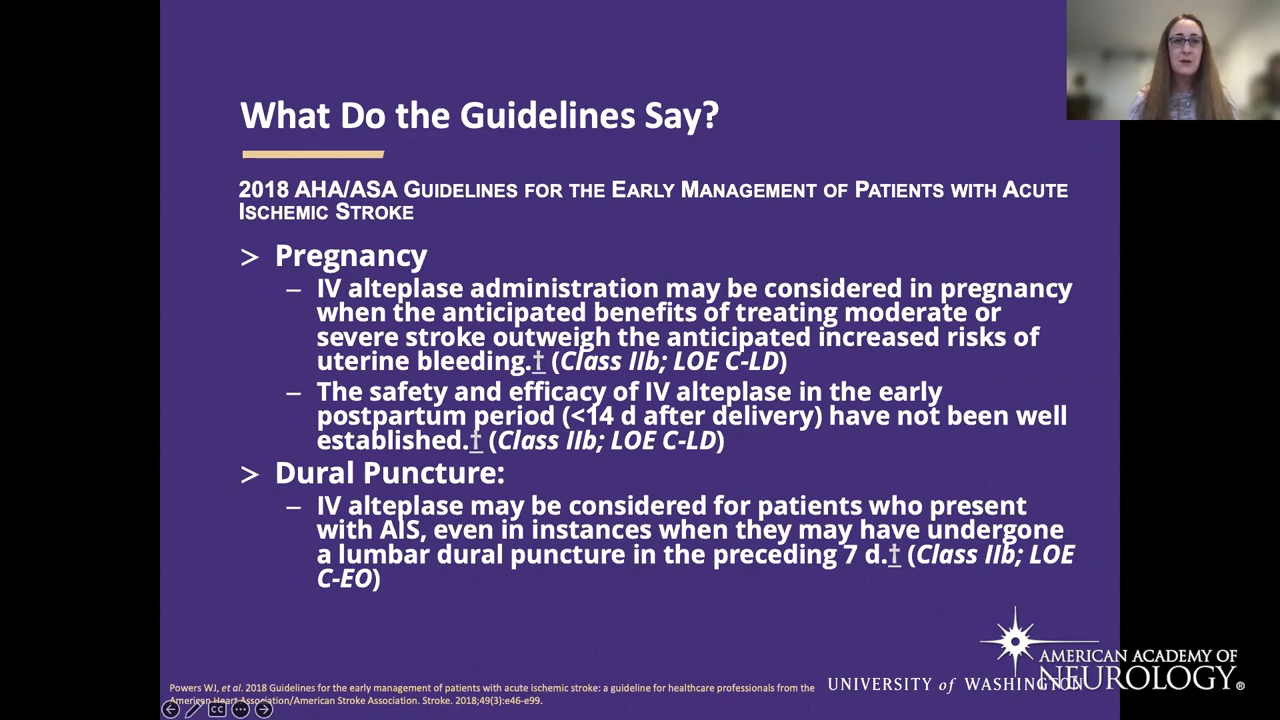 What Do the Guidelines Say?
2018 AHA/ASA GUIDELINES FOR THE EARLY MANAGEMENT OF PATIENTS WITH ACUTE
ISCHEMIC STROKE
> Pregnancy
– IV alteplase administration may be considered in pregnancy
when the anticipated benefits of treating moderate or
severe stroke outweigh the anticipated increased risks of
uterine bleeding.† (Class IIb; LOE C-LD)
– The safety and efficacy of IV alteplase in the early
postpartum period (<14 d after delivery) have not been well
established.† (Class IIb; LOE C-LD)
> Dural Puncture:
– IV alteplase may be considered for patients who present
with AIS, even in instances when they may have undergone
a lumbar dural puncture in the preceding 7 d.† (Class IIb; LOE
C-EO)
Powers WJ, et al. 2018 Guidelines for the early management of patients with acute ischemic stroke: a guideline for healthcare professionals from the
American Heart Association/American Stroke Association. Stroke. 2018;49(3):e46-e99.
CC
UNIVERSITY of WASHINGTON
AMERICAN ACADEMY OF
NEUROLOGY®